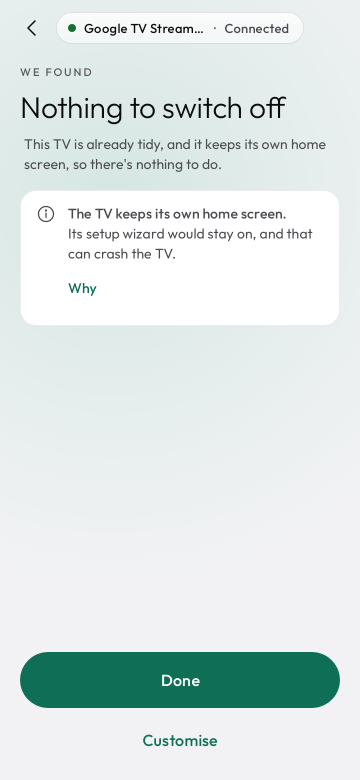 Google TV Stream... · Connected
WE FOUND
Nothing to switch off
This TV is already tidy, and it keeps its own home
screen, so there's nothing to do.
The TV keeps its own home screen.
Its setup wizard would stay on, and that
can crash the TV.
Why
Done
Customise